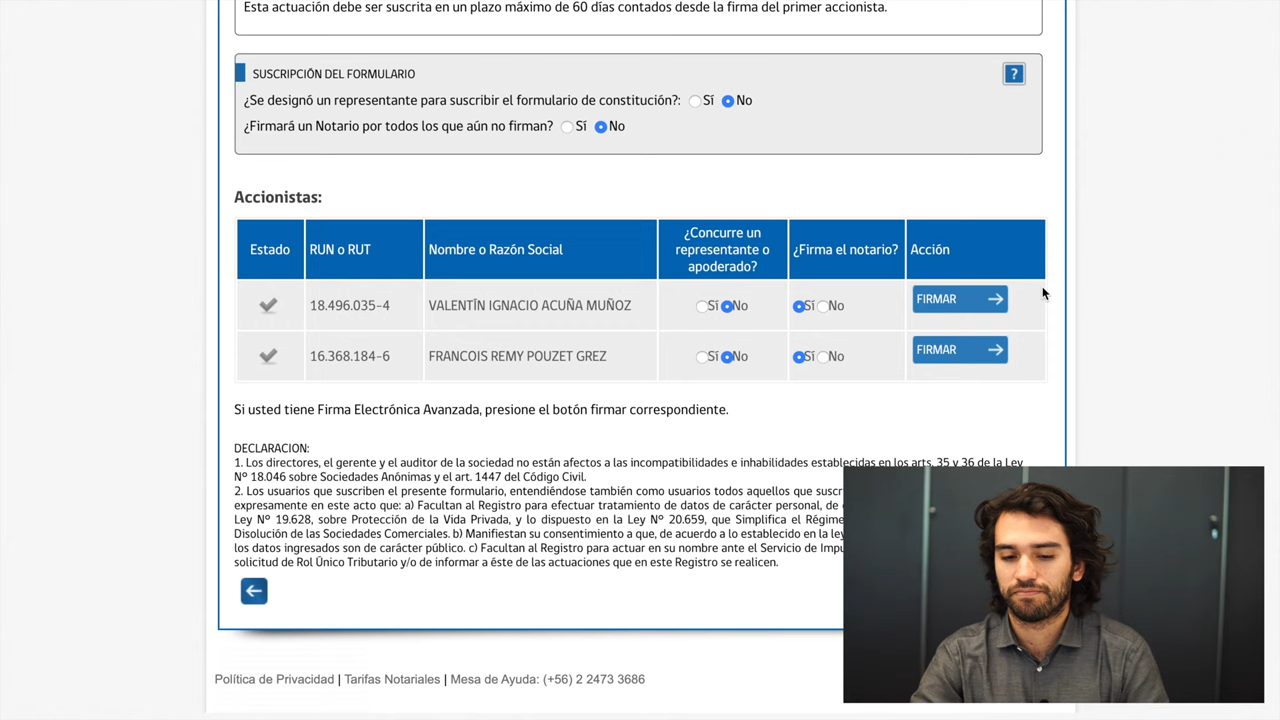 Esta actuación debe ser suscrita en un plazo máximo de 60 días contados desde la firma del primer accionista.
SUSCRIPCIÓN DEL FORMULARIO
?
¿Se designó un representante para suscribir el formulario de constitución?: Sí No
¿Firmará un Notario por todos los que aún no firman? Sí No
Accionistas:
Estado RUN o RUT Nombre o Razón Social ¿Concurre un representante o apoderado? ¿Firma el notario? Acción
18.496.035-4 VALENTÍN IGNACIO ACUÑA MUÑOZ Sí No Sí No FIRMAR
16.368.184-6 FRANCOIS REMY POUZET GREZ Sí No Sí No FIRMAR
Si usted tiene Firma Electrónica Avanzada, presione el botón firmar correspondiente.
DECLARACION:
1. Los directores, el gerente y el auditor de la sociedad no están afectos a las incompatibilidades e inhabilidades establecidas en los arts. 35 y 36 de la Ley
Nº 18.046 sobre Sociedades Anónimas y el art. 1447 del Código Civil.
2. Los usuarios que suscriben el presente formulario, entendiéndose también como usuarios todos aquellos que
expresamente en este acto que: a) Facultan al Registro para efectuar tratamiento de datos de carácter personal, de
Ley Nº 19.628, sobre Protección de la Vida Privada, y lo dispuesto en la Ley Nº 20.659, que Simplifica el
Disolución de las Sociedades Comerciales. b) Manifiestan su consentimiento a que, de acuerdo a lo establecido en la ley
los datos ingresados son de carácter público. c) Facultan al Registro para actuar en su nombre ante el Servicio de
solicitud de Rol Único Tributario y/o de informar a éste de las actuaciones que en este Registro se realicen.
Política de Privacidad | Tarifas Notariales | Mesa de Ayuda: (+56) 2 2473 3686